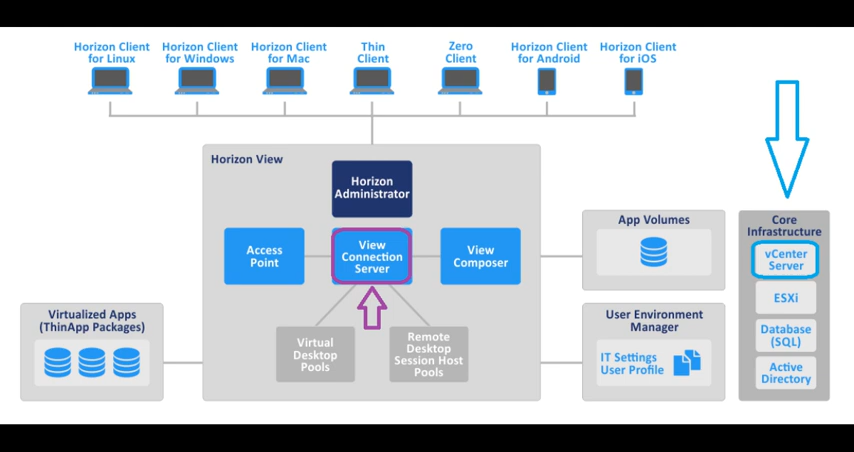 Horizon Client
for Linux
Horizon Client
for Windows
Horizon Client
for Mac
Thin
Client
Zero
Client
Horizon Client
for Android
Horizon Client
for iOS
Horizon View
Horizon
Administrator
Access
Point
View
Connection
Server
View
Composer
Virtual
Desktop
Pools
Remote
Desktop
Session Host
Pools
Virtualized Apps
(ThinApp Packages)
App Volumes
User Environment
Manager
IT Settings
User Profile
Core
Infrastructure
vCenter
Server
ESXi
Database
(SQL)
Active
Directory